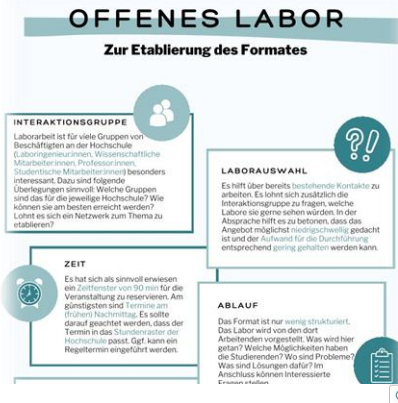 OFFENES LABOR
Zur Etablierung des Formates
INTERAKTIONSGRUPPE
Laborarbeit ist für viele Gruppen von
Beschäftigten an der Hochschule
(Laboringenieur:innen, Wissenschaftliche
Mitarbeiter:innen, Professor:innen,
Studentische Mitarbeiter:innen) besonders
interessant. Dazu sind folgende
Überlegungen sinnvoll: Welche Gruppen
sind das für die jeweilige Hochschule? Wie
können sie am besten erreicht werden?
Lohnt es sich ein Netzwerk zum Thema zu
etablieren?
?!
LABORAUSWAHL
Es hilft über bereits bestehende Kontakte zu
arbeiten. Es lohnt sich zusätzlich die
Interaktionsgruppe zu fragen, welche
Labore sie gerne sehen würden. In der
Absprache hilft es zu betonen, dass das
Angebot möglichst niedrigschwellig gedacht
ist und der Aufwand für die Durchführung
entsprechend gering gehalten werden kann.
ZEIT
Es hat sich als sinnvoll erwiesen
ein Zeitfenster von 90 min für die
Veranstaltung zu reservieren. Am
günstigsten sind Termine am
(frühen) Nachmittag. Es sollte
darauf geachtet werden, dass der
Termin in das Stundenraster der
Hochschule passt. Ggf. kann ein
Regeltermin eingeführt werden.
ABLAUF
Das Format ist nur wenig strukturiert.
Das Labor wird von den dort
Arbeitenden vorgestellt. Was wird hier
getan? Welche Möglichkeiten haben
die Studierenden? Wo sind Probleme?
Was sind Lösungen dafür? Im
Anschluss können Interessierte
Fragen stellen